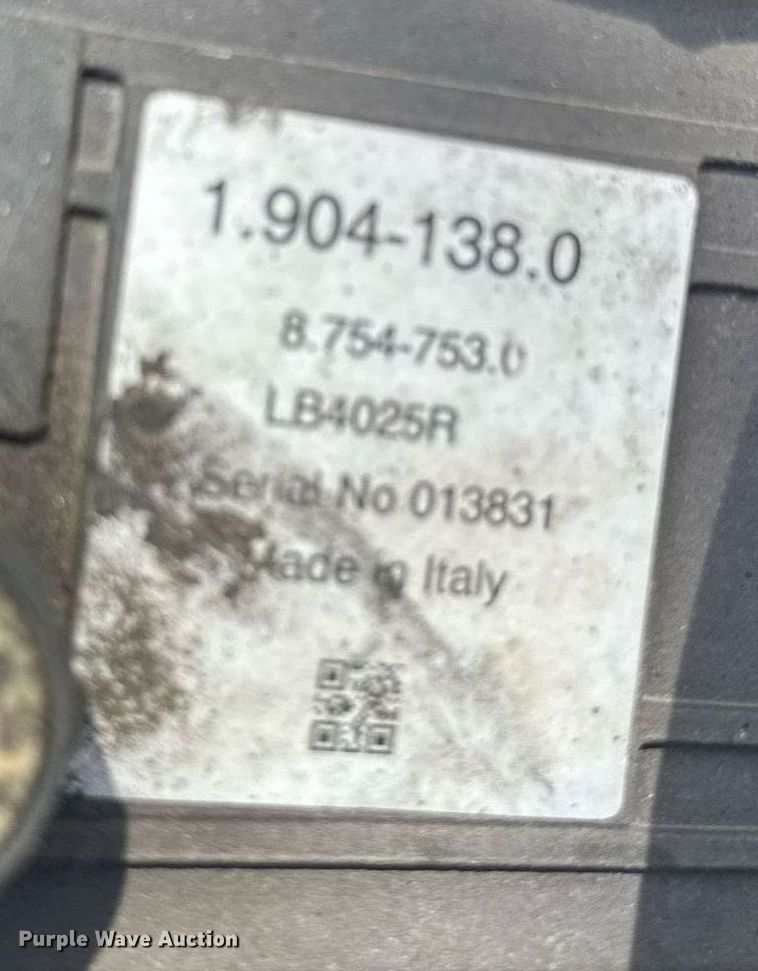 1.904-138.0
8.754-753.0
LB4025R
Serial No 013831
Made in Italy
Purple Wave Auction